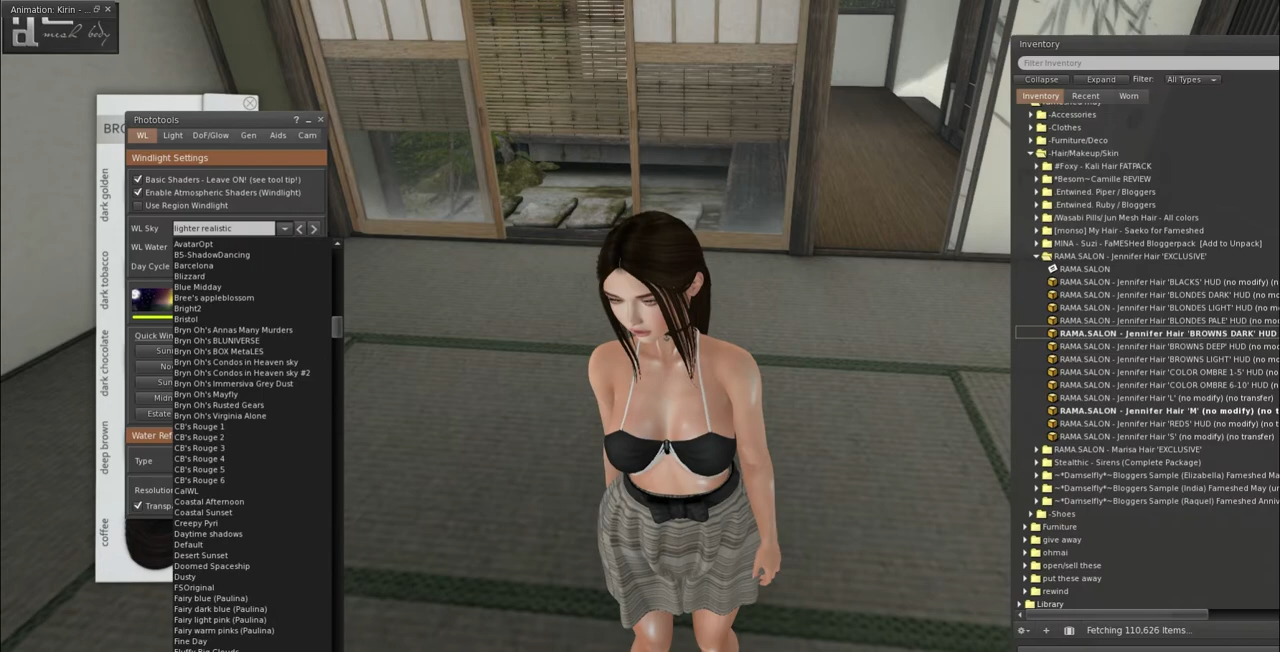 Animation: Kirin - ...
mesh body
BRO
dark golden
dark tobacco
dark chocolate
deep brown
coffee
Phototools
WL Light DoF/Glow Gen Aids Cam
Windlight Settings
Basic Shaders - Leave ON! (see tool tip!)
Enable Atmospheric Shaders (Windlight)
Use Region Windlight
WL Sky lighter realistic
WL Water
Day Cycle
Quick Win
Sun
No
Sun
Midn
Estate
Water Ref
Type
Resolution
Transpa
AvatarOpt
B5-ShadowDancing
Barcelona
Blizzard
Blue Midday
Bree's appleblossom
Bright2
Bristol
Bryn Oh's Annas Many Murders
Bryn Oh's BLUNIVERSE
Bryn Oh's BOX MetaLES
Bryn Oh's Condos in Heaven sky
Bryn Oh's Condos in Heaven sky #2
Bryn Oh's Immersiva Grey Dust
Bryn Oh's Mayfly
Bryn Oh's Rusted Gears
Bryn Oh's Virginia Alone
CB's Rouge 1
CB's Rouge 2
CB's Rouge 3
CB's Rouge 4
CB's Rouge 5
CB's Rouge 6
CalWL
Coastal Afternoon
Coastal Sunset
Creepy Pyri
Daytime shadows
Default
Desert Sunset
Doomed Spaceship
Dusty
FSOriginal
Fairy blue (Paulina)
Fairy dark blue (Paulina)
Fairy light pink (Paulina)
Fairy warm pinks (Paulina)
Fine Day
Fluffy Big Clouds
Inventory
Filter Inventory
Collapse Expand Filter: All Types
Inventory Recent Worn
-Accessories
-Clothes
-Furniture/Deco
-Hair/Makeup/Skin
#Foxy - Kali Hair FATPACK
*Besom~Camille REVIEW
.Entwined. Piper / Bloggers
.Entwined. Ruby / Bloggers
/Wasabi Pills/ Jun Mesh Hair - All colors
[monso] My Hair - Saeko for Fameshed
MINA - Suzi - FaMESHed Bloggerpack [Add to Unpack]
RAMA.SALON - Jennifer Hair 'EXCLUSIVE'
RAMA.SALON
RAMA.SALON - Jennifer Hair 'BLACKS' HUD (no modify) (no
RAMA.SALON - Jennifer Hair 'BLONDES DARK' HUD (no m
RAMA.SALON - Jennifer Hair 'BLONDES LIGHT' HUD (no m
RAMA.SALON - Jennifer Hair 'BLONDES PALE' HUD (no mo
RAMA.SALON - Jennifer Hair 'BROWNS DARK' HUD
RAMA.SALON - Jennifer Hair 'BROWNS DEEP' HUD (no mo
RAMA.SALON - Jennifer Hair 'BROWNS LIGHT' HUD (no mo
RAMA.SALON - Jennifer Hair 'COLOR OMBRE 1-5' HUD (no
RAMA.SALON - Jennifer Hair 'COLOR OMBRE 6-10' HUD (no
RAMA.SALON - Jennifer Hair 'L' (no modify) (no transfer)
RAMA.SALON - Jennifer Hair 'M' (no modify) (no t
RAMA.SALON - Jennifer Hair 'REDS' HUD (no modify) (no t
RAMA.SALON - Jennifer Hair 'S' (no modify) (no transfer)
RAMA.SALON - Marisa Hair 'EXCLUSIVE'
Stealthic - Sirens (Complete Package)
~*Damselfly*~Bloggers Sample (Elizabella) Fameshed Ma
~*Damselfly*~Bloggers Sample (India) Fameshed May (un
~*Damselfly*~Bloggers Sample (Raquel) Fameshed Anniv
-Shoes
Furniture
give away
ohmai
open/sell these
put these away
rewind
Library
Fetching 110,626 Items...